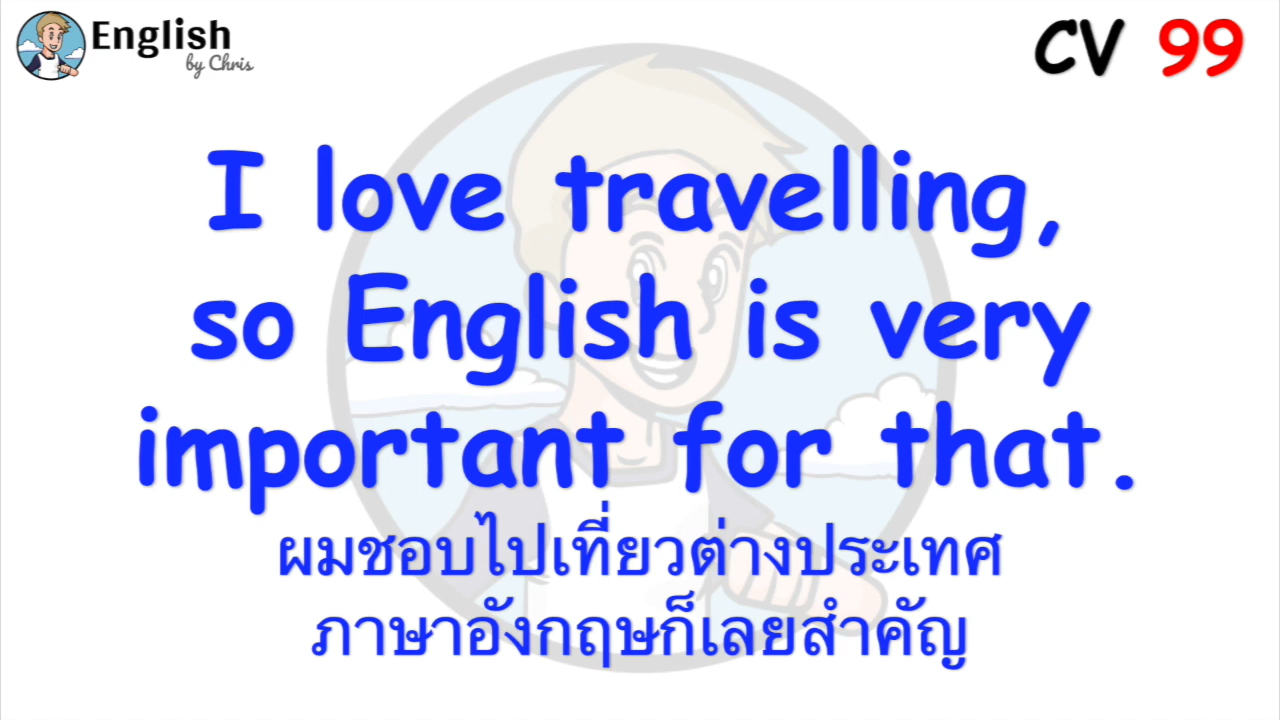 English
by Chris
CV 99
I love travelling,
so English is very
important for that.
ผมชอบไปเที่ยวต่างประเทศ
ภาษาอังกฤษก็เลยสำคัญ